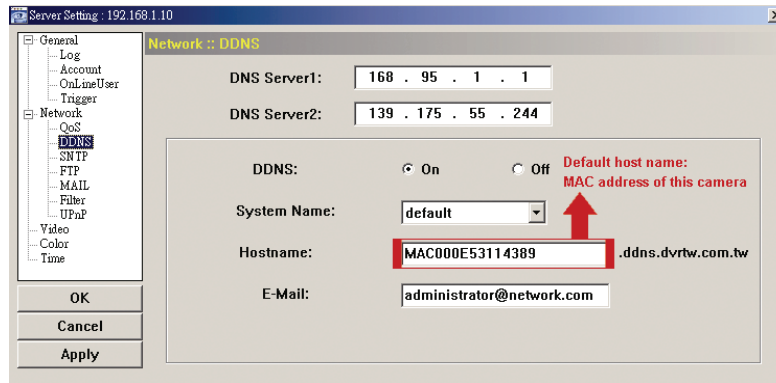 Server Setting : 192.168.1.10
General
Log
Account
OnLineUser
Trigger
Network
QoS
DDNS
SNTP
FTP
MAIL
Filter
UPnP
Video
Color
Time
OK
Cancel
Apply
Network :: DDNS
DNS Server1: 168 . 95 . 1 . 1
DNS Server2: 139 . 175 . 55 . 244
DDNS: On Off
Default host name:
MAC address of this camera
System Name: default
Hostname: MAC000E53114389 .ddns.dvrtw.com.tw
E-Mail: administrator@network.com